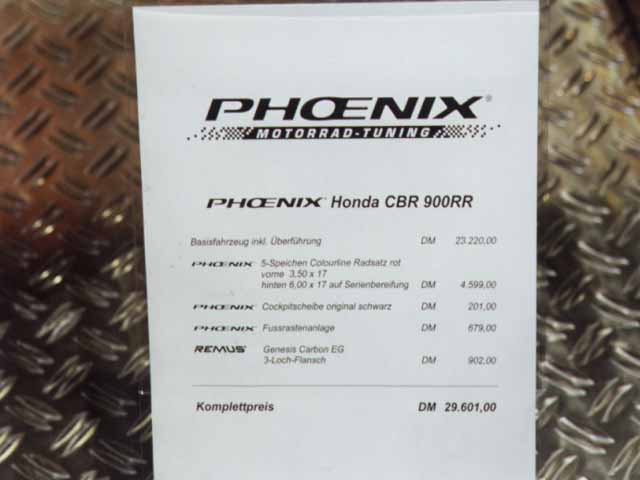 PHŒNIX®
MOTORRAD-TUNING
PHŒNIX Honda CBR 900RR
Basisfahrzeug inkl. Überführung DM 23.220,00
PHŒNIX 5-Speichen Colourline Radsatz rot
vorne 3,50 x 17
hinten 6,00 x 17 auf Serienbereifung DM 4.599,00
PHŒNIX Cockpitscheibe original schwarz DM 201,00
PHŒNIX Fussrastenanlage DM 679,00
REMUS Genesis Carbon EG
3-Loch-Flansch DM 902,00
Komplettpreis DM 29.601,00